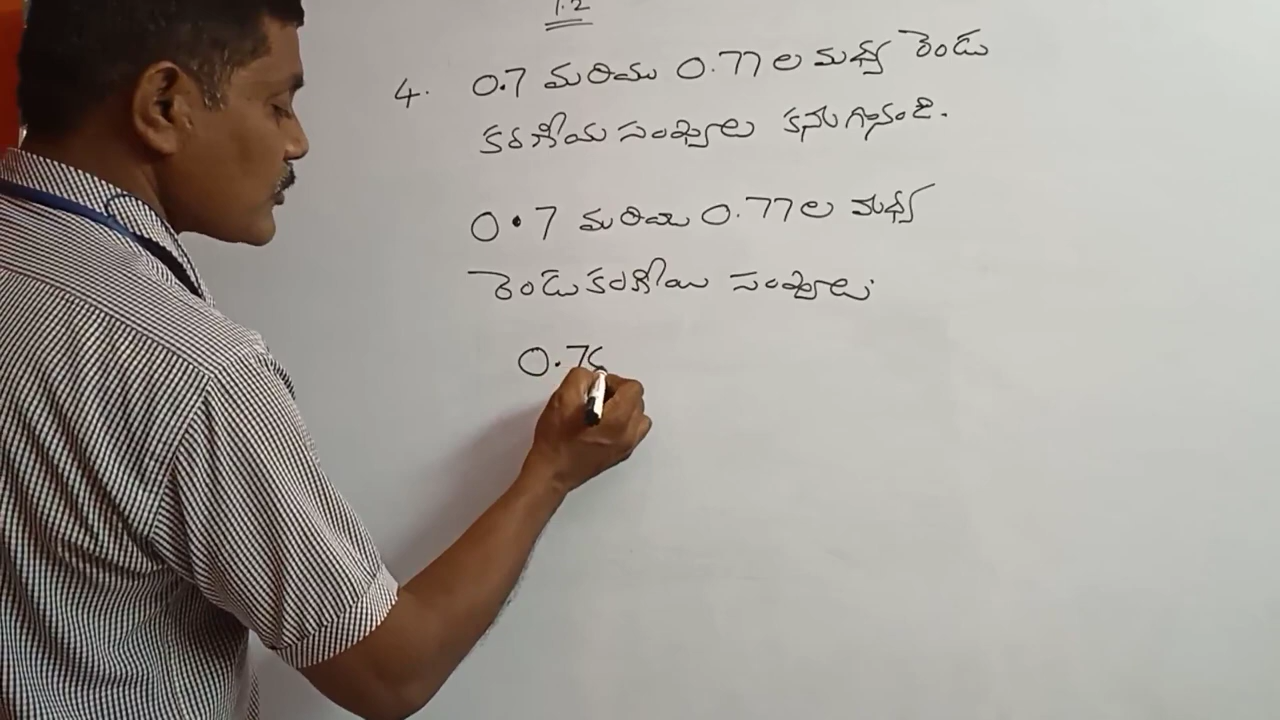 1.2
4. 0.7 మరియు 0.77 ల మధ్య రెండు
కరణీయ సంఖ్యలు కనుగొనండి.
0.7 మరియు 0.77 ల మధ్య
రెండు కరణీయ సంఖ్యలు
0.7